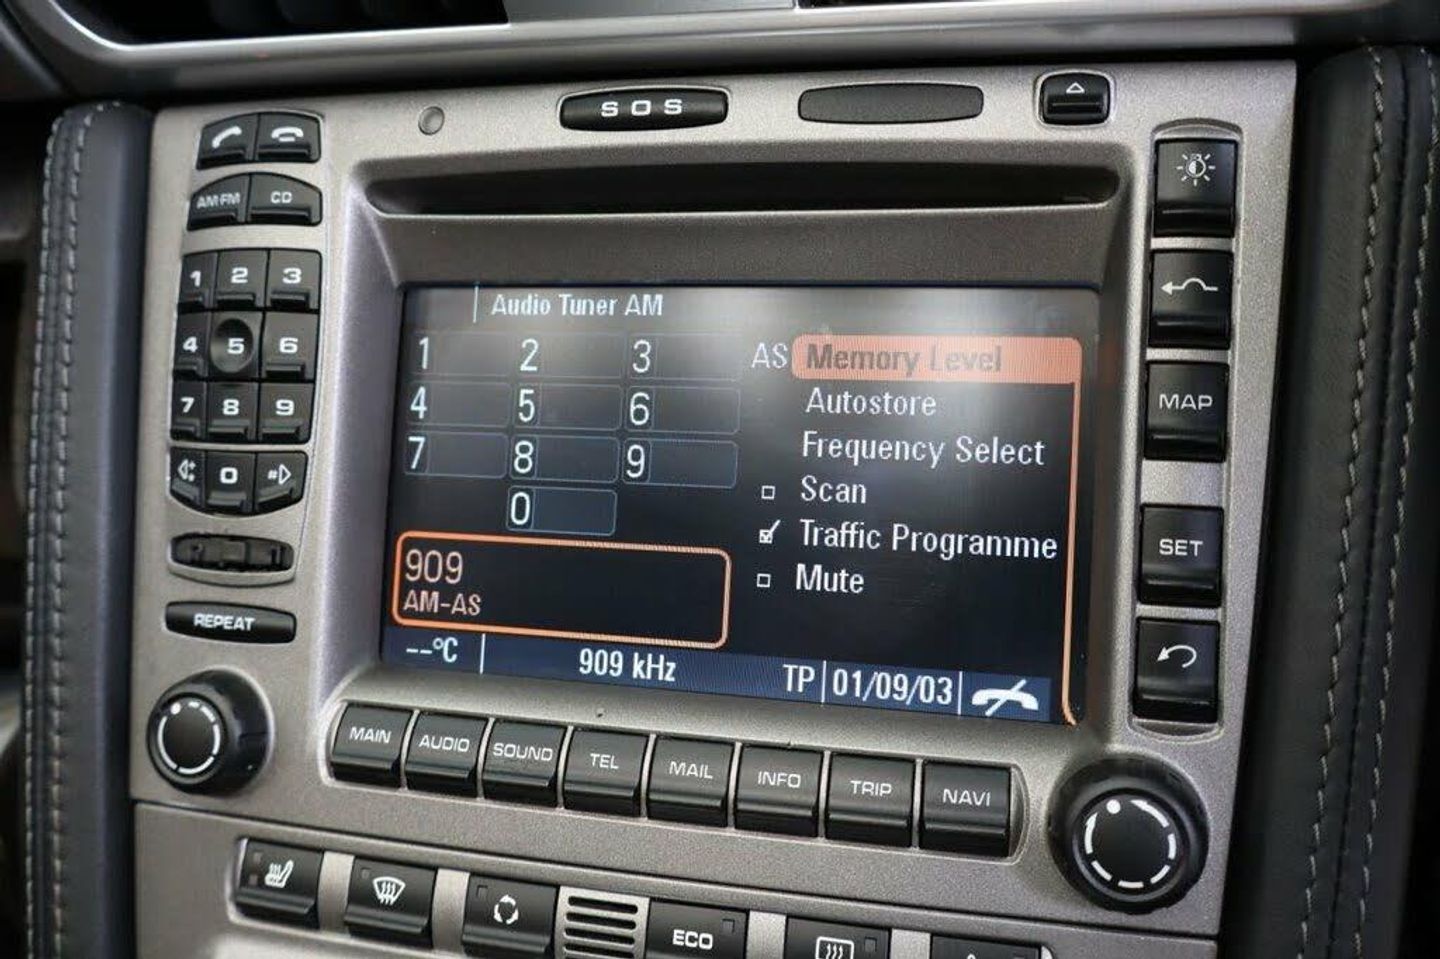 SOS
AM FM CD
1 2 3
4 5 6
7 8 9
0 #
REPEAT
Audio Tuner AM
1 2 3
4 5 6
7 8 9
0
AS Memory Level
Autostore
Frequency Select
Scan
Traffic Programme
Mute
909
AM-AS
--°C 909 kHz TP 01/09/03
MAP
SET
MAIN AUDIO SOUND TEL MAIL INFO TRIP NAVI
ECO